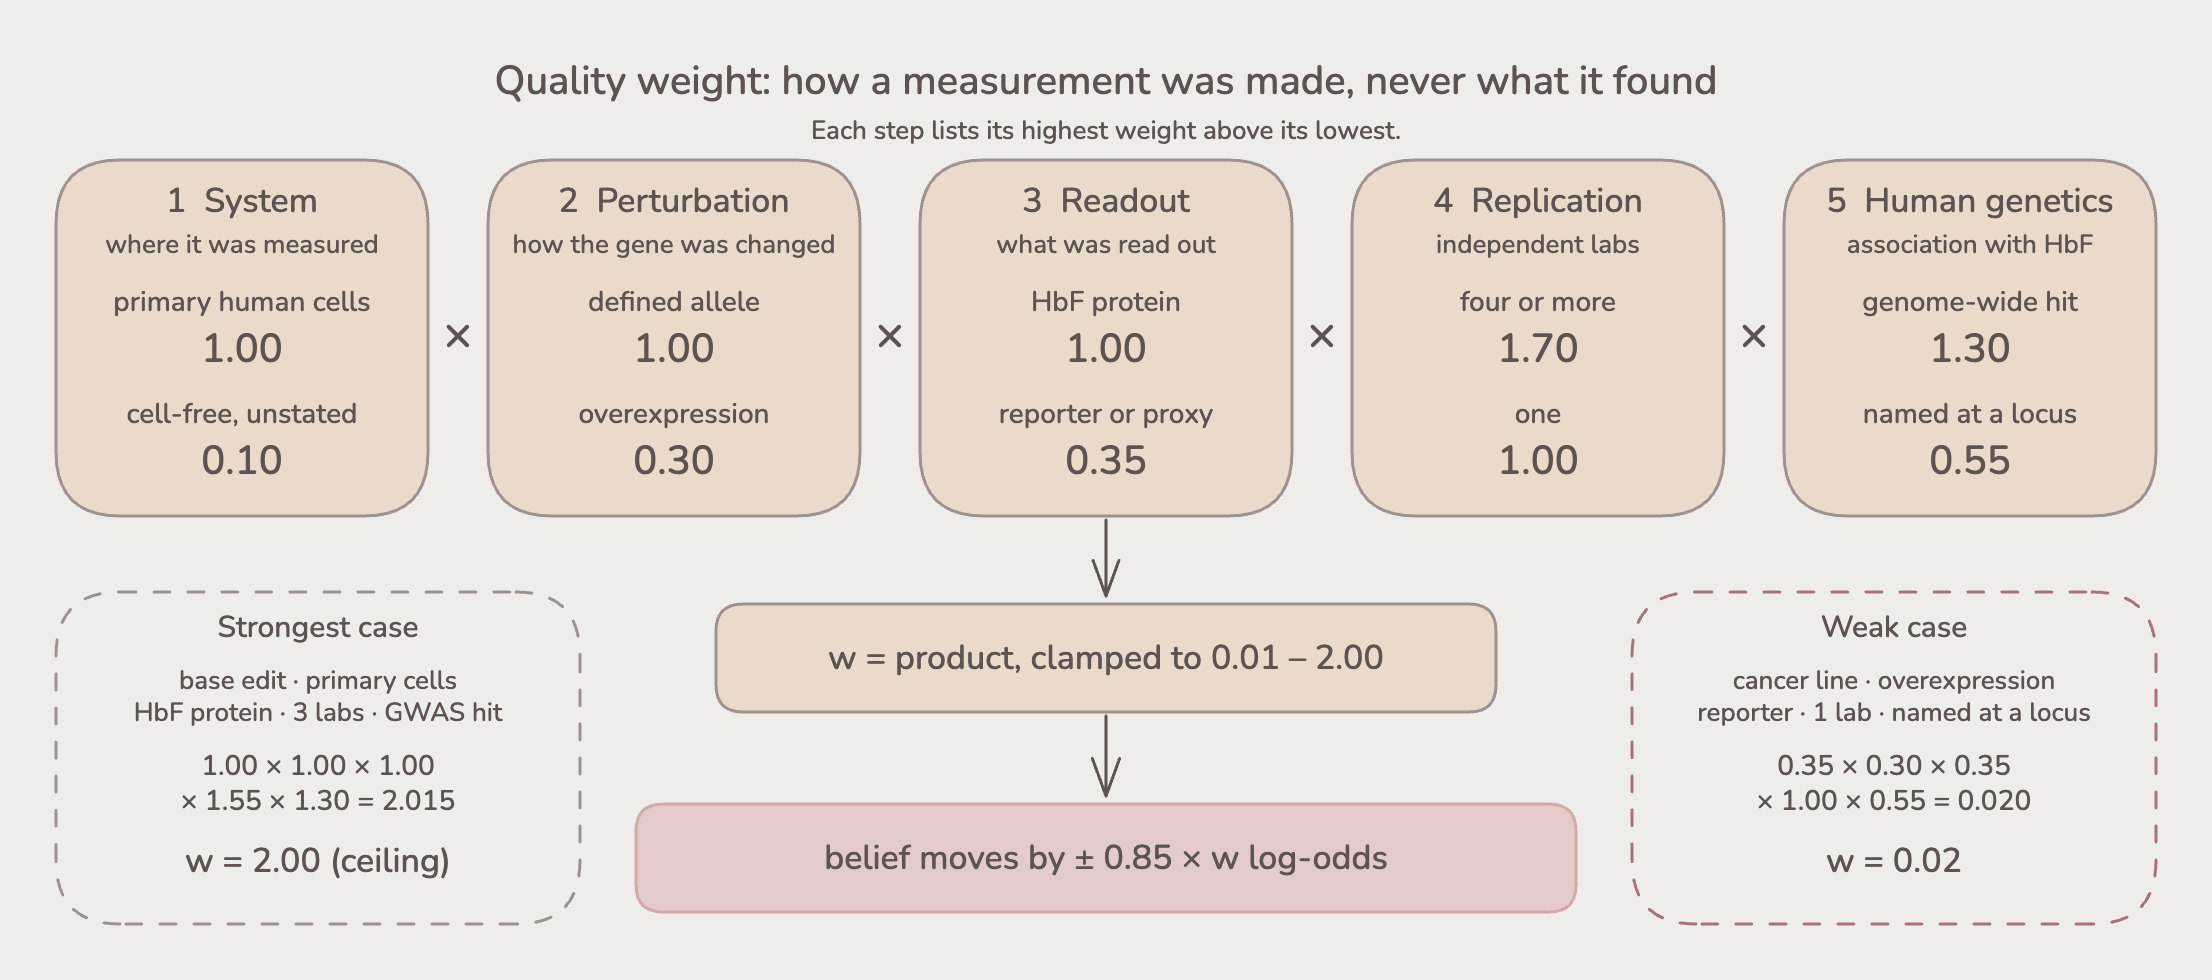 Quality weight: how a measurement was made, never what it found
Each step lists its highest weight above its lowest.
1 System
where it was measured
primary human cells
1.00
cell-free, unstated
0.10
×
2 Perturbation
how the gene was changed
defined allele
1.00
overexpression
0.30
×
3 Readout
what was read out
HbF protein
1.00
reporter or proxy
0.35
×
4 Replication
independent labs
four or more
1.70
one
1.00
×
5 Human genetics
association with HbF
genome-wide hit
1.30
named at a locus
0.55
Strongest case
base edit · primary cells
HbF protein · 3 labs · GWAS hit
1.00 × 1.00 × 1.00
× 1.55 × 1.30 = 2.015
w = 2.00 (ceiling)
w = product, clamped to 0.01 – 2.00
belief moves by ± 0.85 × w log-odds
Weak case
cancer line · overexpression
reporter · 1 lab · named at a locus
0.35 × 0.30 × 0.35
× 1.00 × 0.55 = 0.020
w = 0.02